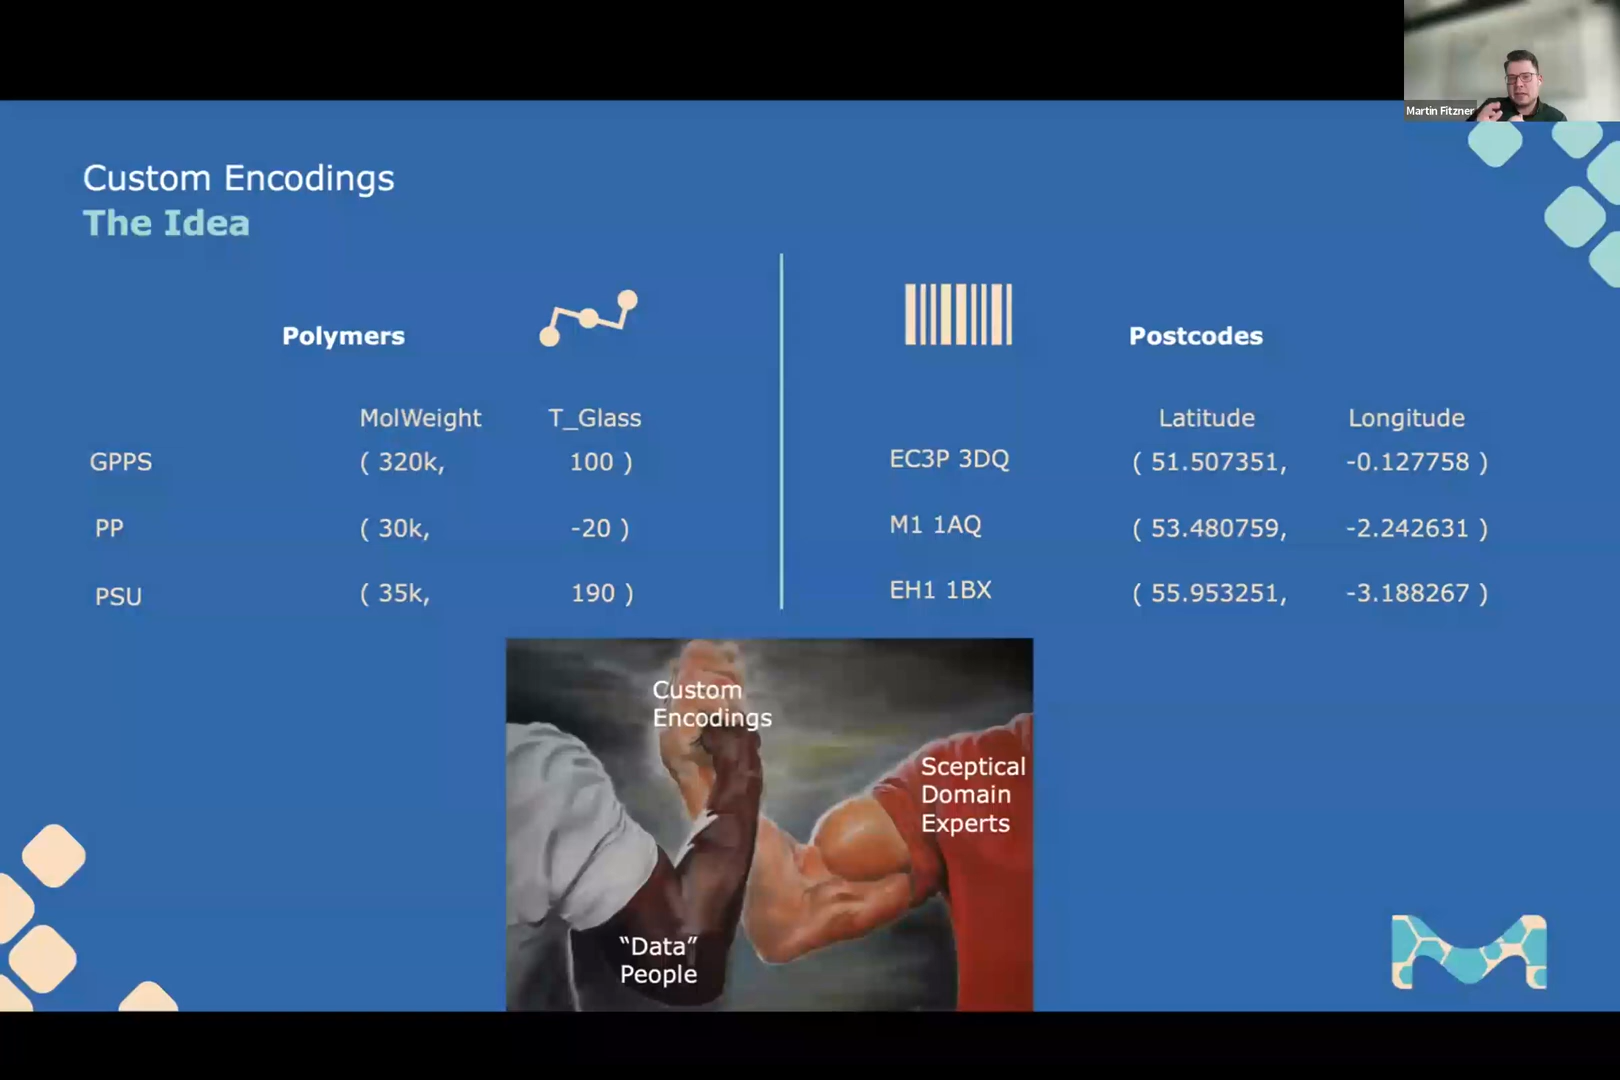 Martin Fitzner
Custom Encodings
The Idea
Polymers
MolWeight T_Glass
GPPS ( 320k, 100 )
PP ( 30k, -20 )
PSU ( 35k, 190 )
Postcodes
Latitude Longitude
EC3P 3DQ ( 51.507351, -0.127758 )
M1 1AQ ( 53.480759, -2.242631 )
EH1 1BX ( 55.953251, -3.188267 )
Custom
Encodings
Sceptical
Domain
Experts
“Data”
People